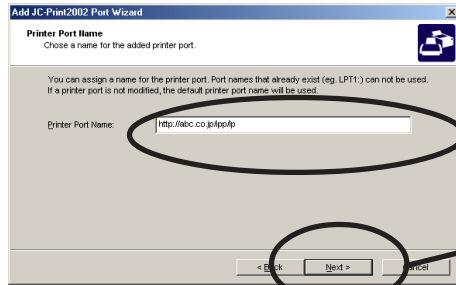 Add JC-Print2002 Port Wizard
Printer Port Name
Chose a name for the added printer port.
You can assign a name for the printer port. Port names that already exist (eg. LPT1:) can not be used.
If a printer port is not modified, the default printer port name will be used.
Printer Port Name:
http://abc.co.jp/ipp/lp
< Back
Next >
Cancel